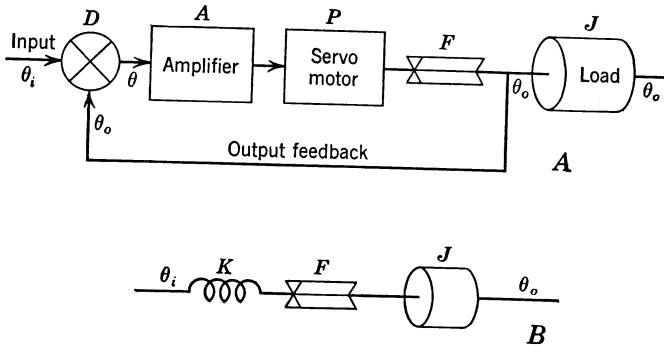 D A P F J
Input
θi θ Amplifier Servo motor θo Load θo
θo
Output feedback
A
θi K F J θo
B